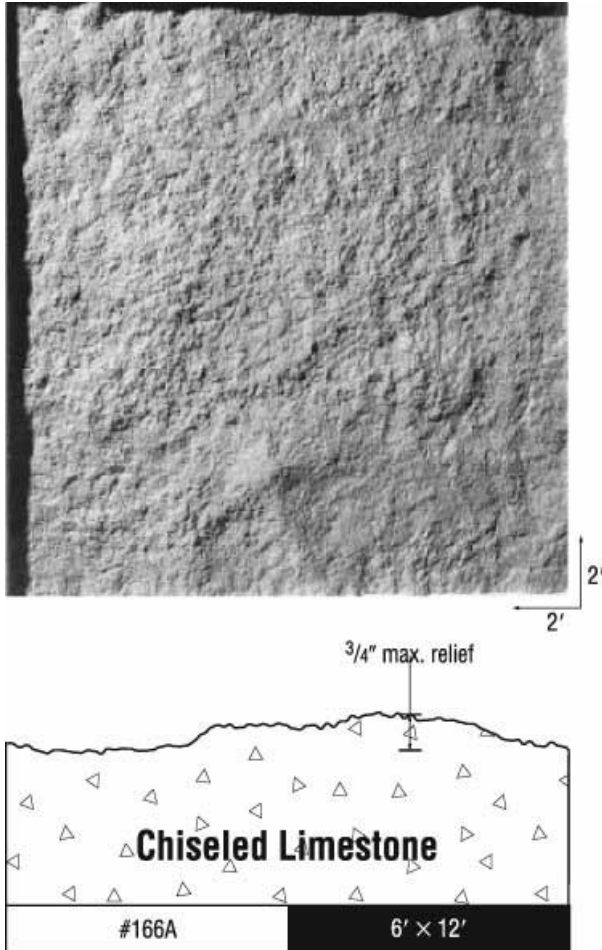 2'
2'
3/4" max. relief
Chiseled Limestone
#166A
6' × 12'